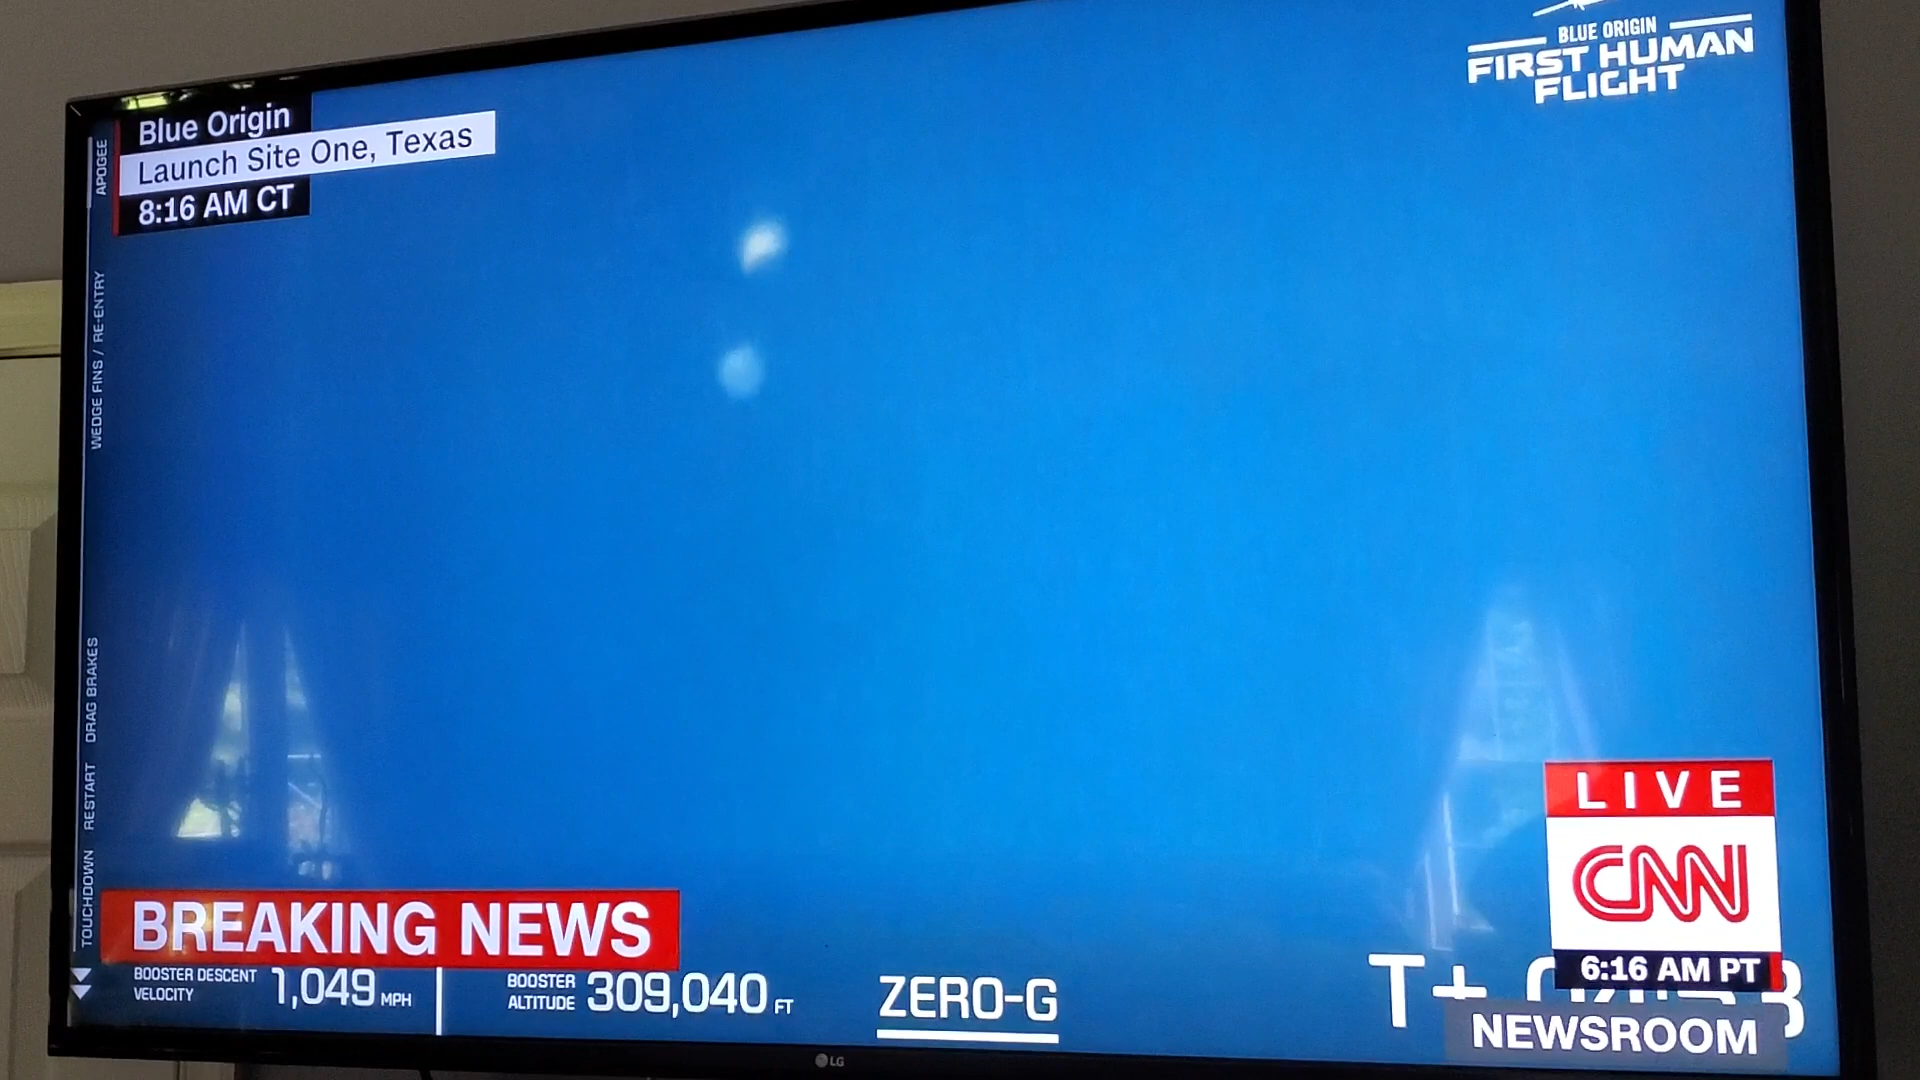 BLUE ORIGIN
FIRST HUMAN
FLIGHT
Blue Origin
Launch Site One, Texas
8:16 AM CT
APOGEE
WEDGE FINS / RE-ENTRY
DRAG BRAKES
RESTART
TOUCHDOWN
LIVE
CNN
6:16 AM PT
BREAKING NEWS
BOOSTER DESCENT
VELOCITY
1,049 MPH
BOOSTER
ALTITUDE
309,040 FT
ZERO-G
T+
NEWSROOM
LG